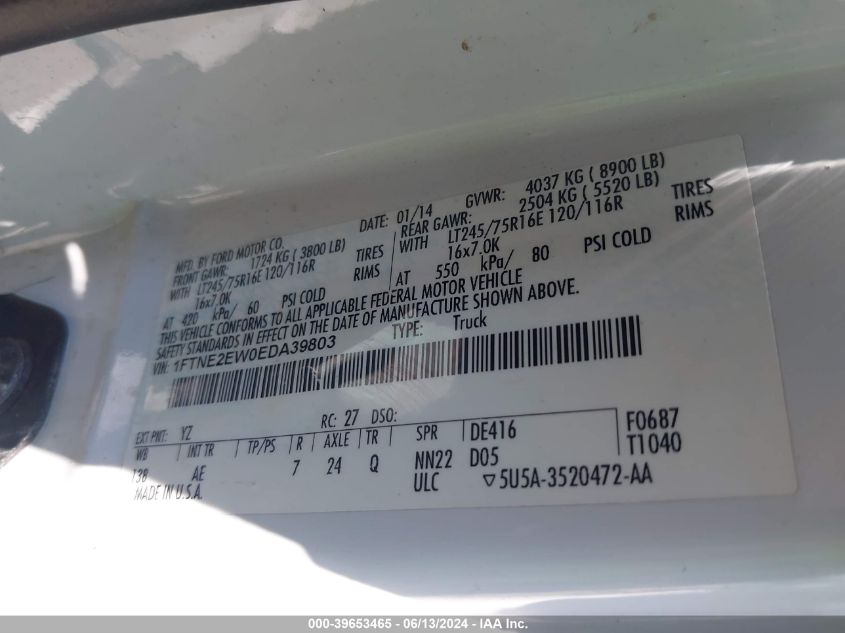 MFD. BY FORD MOTOR CO.
DATE: 01/14 GVWR: 4037 KG ( 8900 LB)
FRONT GAWR: 1724 KG ( 3800 LB)
REAR GAWR: 2504 KG ( 5520 LB)
WITH LT245/75R16E 120/116R TIRES
WITH LT245/75R16E 120/116R TIRES
16x7.0K RIMS
16x7.0K RIMS
AT 420 kPa/ 60 PSI COLD
AT 550 kPa/ 80 PSI COLD
THIS VEHICLE CONFORMS TO ALL APPLICABLE FEDERAL MOTOR VEHICLE
SAFETY STANDARDS IN EFFECT ON THE DATE OF MANUFACTURE SHOWN ABOVE.
VIN: 1FTNE2EW0EDA39803
TYPE: Truck
EXT PNT: YZ RC: 27 DSO:
WB INT TR TP/PS R AXLE TR SPR DE416 F0687
138 AE 7 24 Q NN22 D05 T1040
MADE IN U.S.A. ULC ▽5U5A-3520472-AA
000-39653465 - 06/13/2024 - IAA Inc.